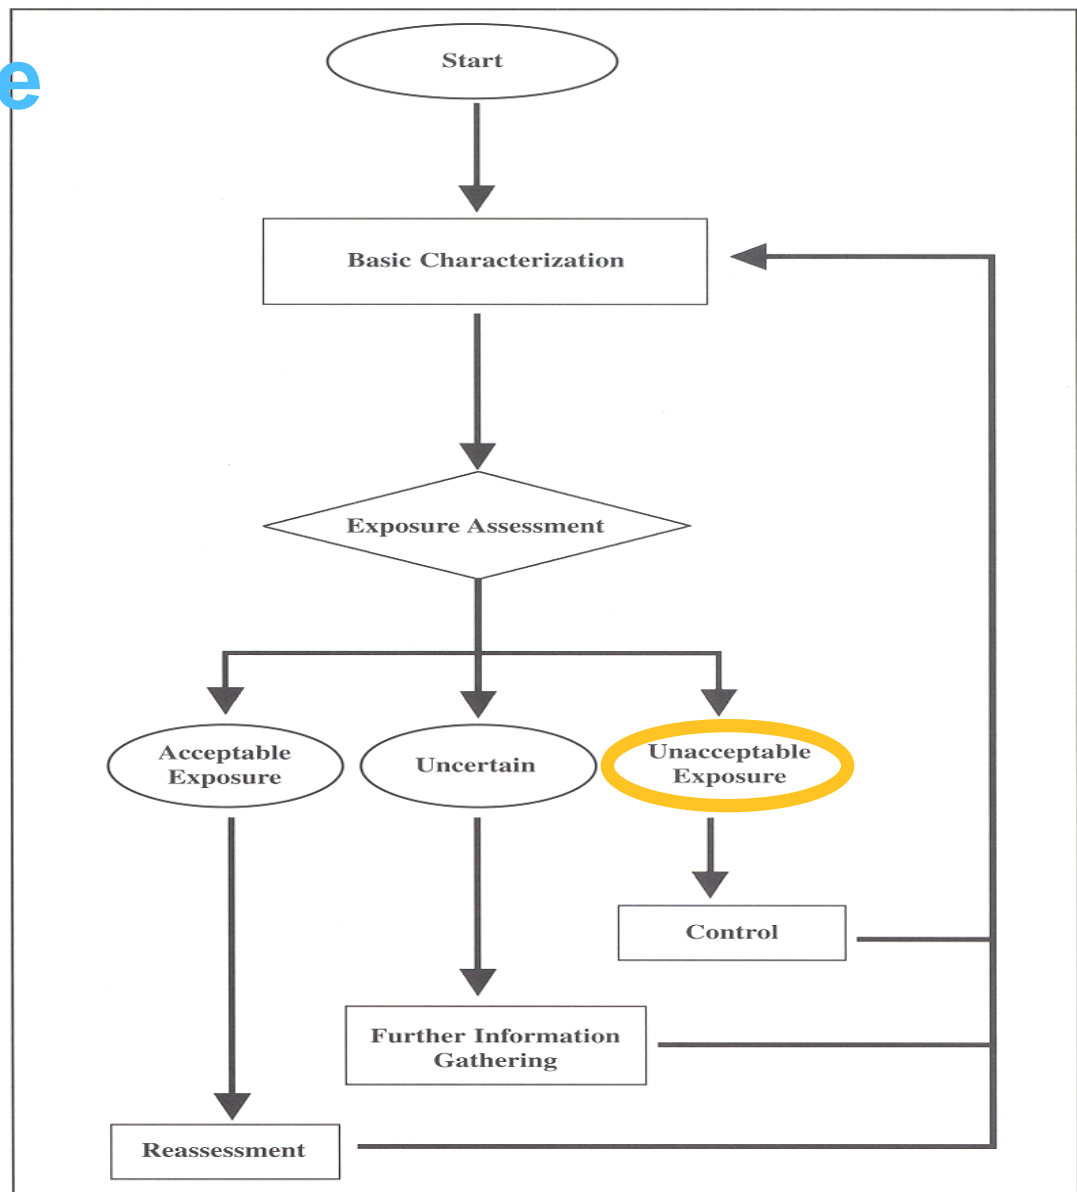 Start
e
Basic Characterization
Exposure Assessment
Acceptable
Exposure
Uncertain
Unacceptable
Exposure
Control
Further Information
Gathering
Reassessment